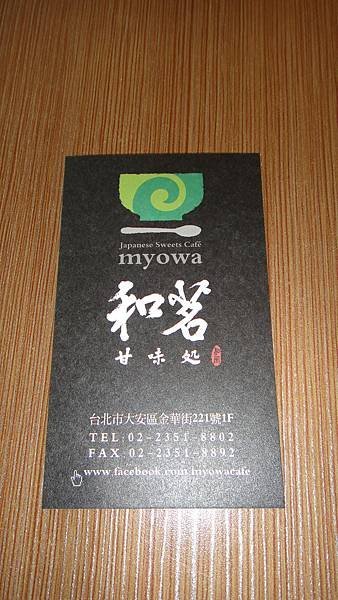 Japanese Sweets Café
myowa
和茗
甘味処
台北市大安區金華街221號1F
TEL:02-2351-8802
FAX:02-2351-8892
www.facebook.com/myowacafe